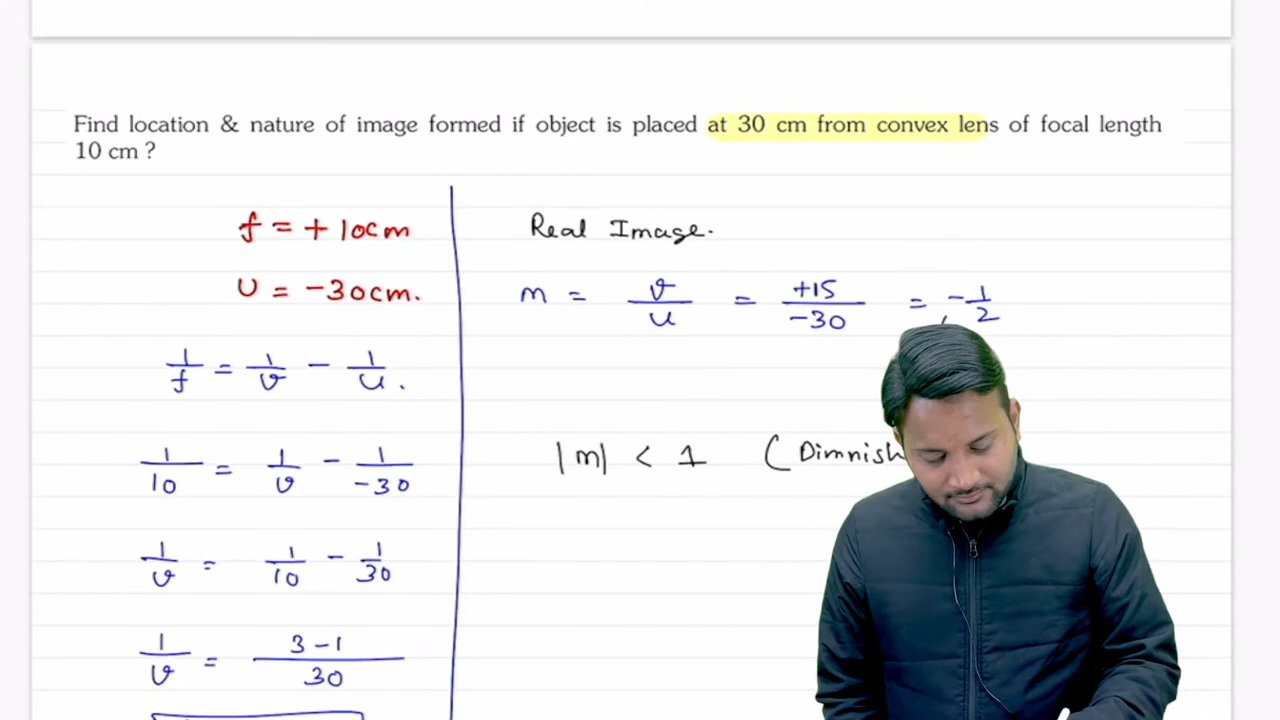 Find location & nature of image formed if object is placed at 30 cm from convex lens of focal length
10 cm ?
f = + 10cm
u = -30cm.
1/f = 1/v - 1/u.
1/10 = 1/v - 1/-30
1/v = 1/10 - 1/30
1/v = 3-1/30
Real Image.
m = v/u = +15/-30 = -1/2
|m| < 1 (Dimnish